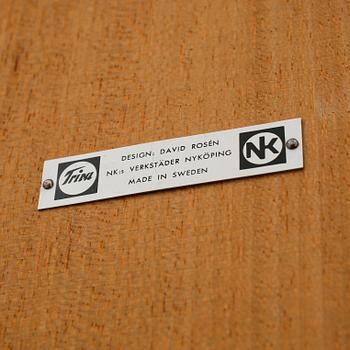 Triva
DESIGN: DAVID ROSÉN
NK:s VERKSTÄDER NYKÖPING
MADE IN SWEDEN
NK